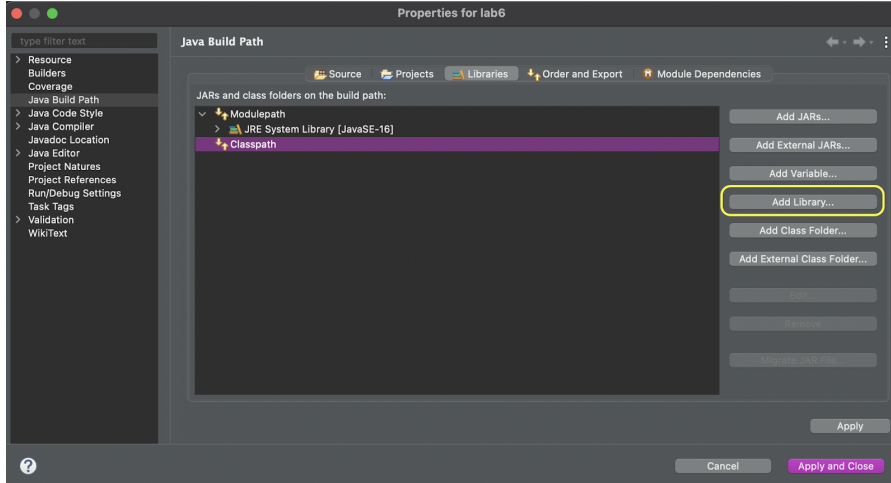 Properties for lab6
type filter text
Java Build Path
Resource
Builders
Coverage
Java Build Path
Java Code Style
Java Compiler
Javadoc Location
Java Editor
Project Natures
Project References
Run/Debug Settings
Task Tags
Validation
WikiText
Source Projects Libraries Order and Export Module Dependencies
JARs and class folders on the build path:
Modulepath
JRE System Library [JavaSE-16]
Classpath
Add JARs...
Add External JARs...
Add Variable...
Add Library...
Add Class Folder...
Add External Class Folder...
Edit...
Remove
Migrate JAR File...
Apply
?
Cancel
Apply and Close